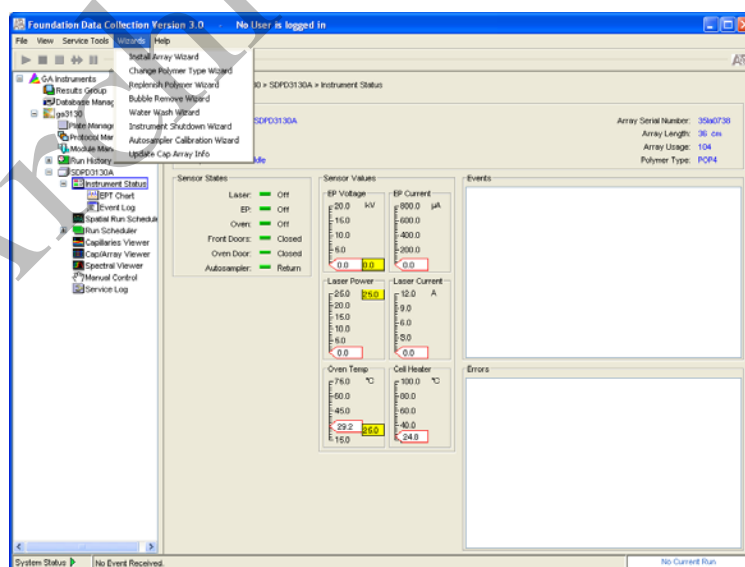 Foundation Data Collection Version 3.0 - No User is logged in
File View Service Tools Wizards Help
Install Array Wizard
Change Polymer Type Wizard
Replenish Polymer Wizard
Bubble Remove Wizard
Water Wash Wizard
Instrument Shutdown Wizard
Autosampler Calibration Wizard
Update Cap Array Info
GA Instruments
Results Group
Database Manag
ga3130
Plate Manage
Protocol Man
Module Man
Run History
SDPD3130A
Instrument Status
EPT Chart
Event Log
Spatial Run Schedule
Run Scheduler
Capillaries Viewer
Cap/Array Viewer
Spectral Viewer
Manual Control
Service Log
> SDPD3130A > Instrument Status
SDPD3130A
Array Serial Number: 35la0738
Array Length: 36 cm
Array Usage: 104
Polymer Type: POP4
Sensor States
Laser: Off
EP: Off
Oven: Off
Front Doors: Closed
Oven Door: Closed
Autosampler: Return
Sensor Values
EP Voltage
20.0 kV
15.0
10.0
5.0
0.0 0.0
EP Current
800.0 µA
600.0
400.0
200.0
0.0
Laser Power
25.0 25.0
20.0
15.0
10.0
5.0
0.0
Laser Current
12.0 A
9.0
6.0
3.0
0.0
Oven Temp
75.0 °C
60.0
45.0
29.2 25.0
15.0
Cell Heater
100.0 °C
80.0
60.0
40.0
24.8
Events
Errors
System Status
No Event Received.
No Current Run